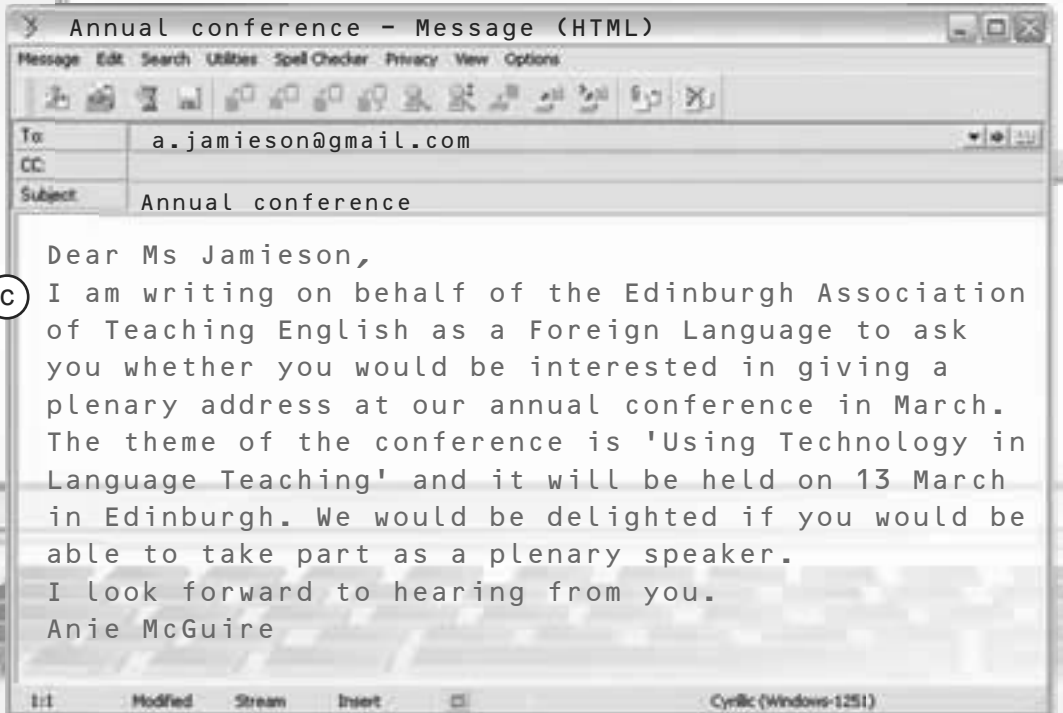 Annual conference - Message (HTML)
Message Edit Search Utilities Spell Checker Privacy View Options
To:
a.jamieson@gmail.com
CC:
Subject:
Annual conference
Dear Ms Jamieson,
C
I am writing on behalf of the Edinburgh Association
of Teaching English as a Foreign Language to ask
you whether you would be interested in giving a
plenary address at our annual conference in March.
The theme of the conference is 'Using Technology in
Language Teaching' and it will be held on 13 March
in Edinburgh. We would be delighted if you would be
able to take part as a plenary speaker.
I look forward to hearing from you.
Anie McGuire
1:1 Modified Stream Insert Cyrillic (Windows-1251)